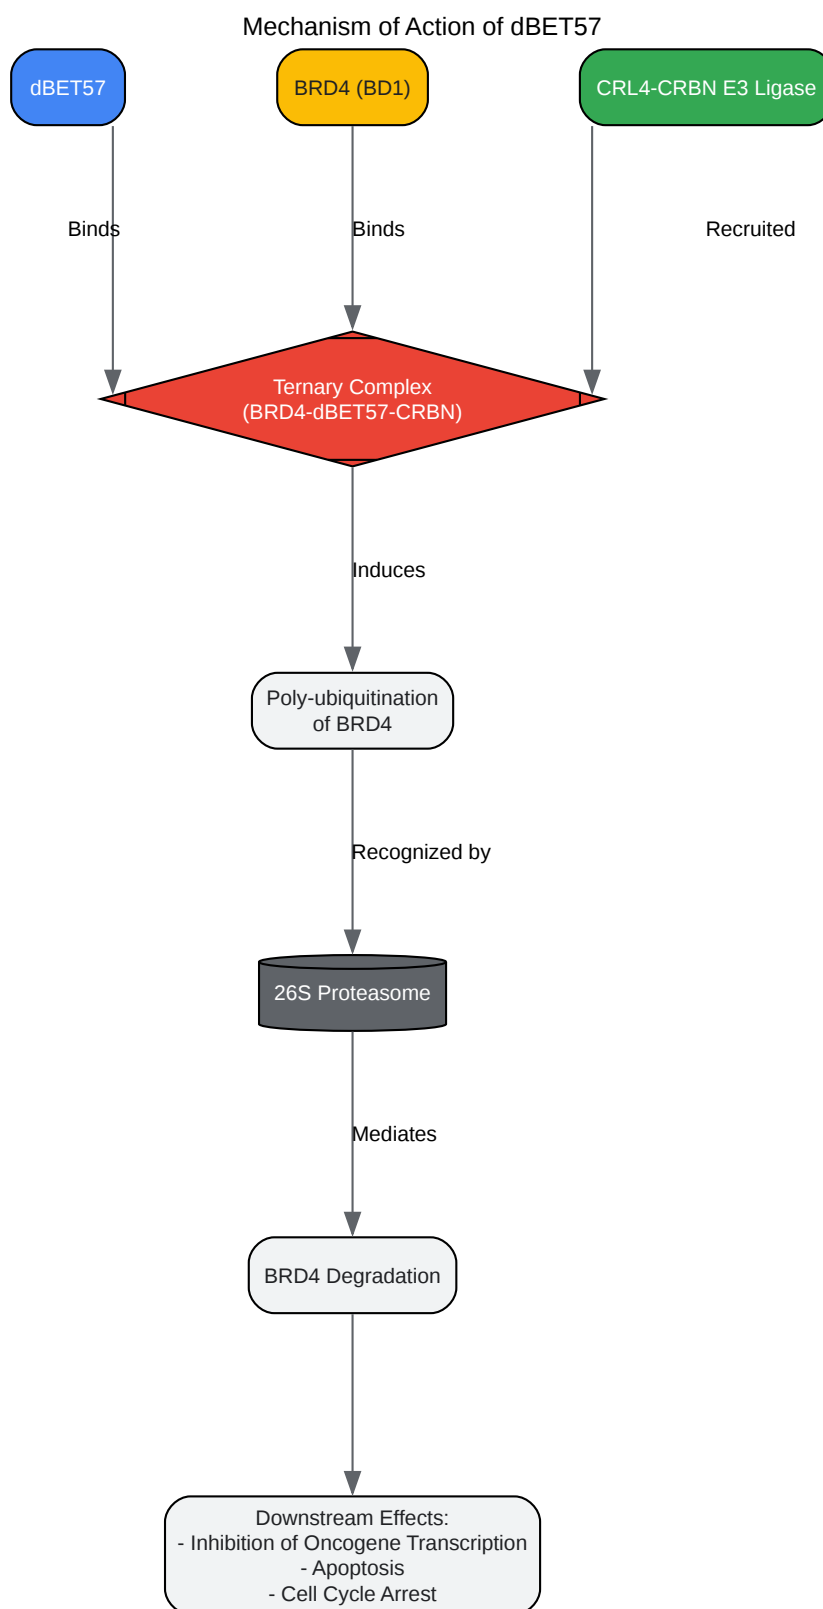 Mechanism of Action of dBET57
dBET57
BRD4 (BD1)
CRL4-CRBN E3 Ligase
Binds
Binds
Recruited
Ternary Complex
(BRD4-dBET57-CRBN)
Induces
Poly-ubiquitination
of BRD4
Recognized by
26S Proteasome
Mediates
BRD4 Degradation
Downstream Effects:
- Inhibition of Oncogene Transcription
- Apoptosis
- Cell Cycle Arrest